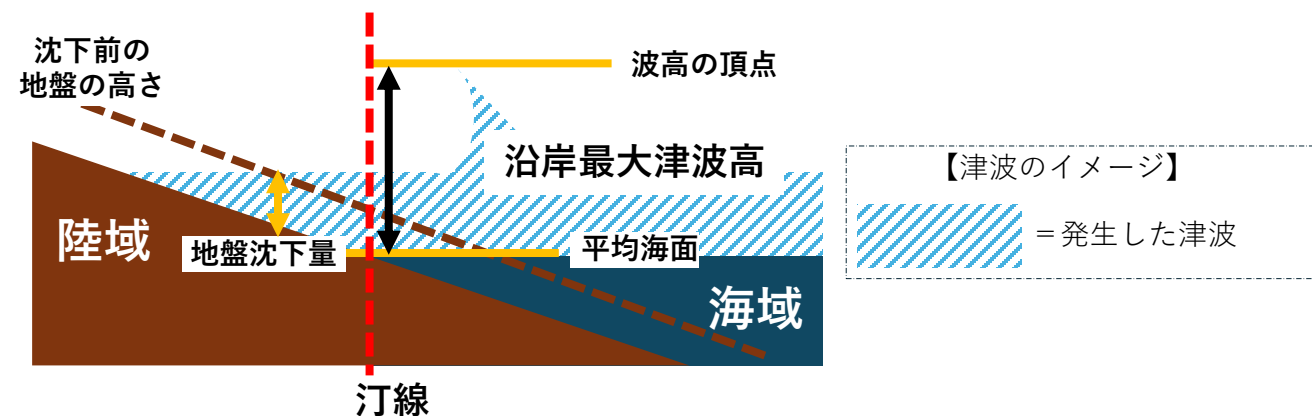 沈下前の
地盤の高さ
波高の頂点
沿岸最大津波高
【津波のイメージ】
＝発生した津波
陸域
地盤沈下量
平均海面
海域
汀線